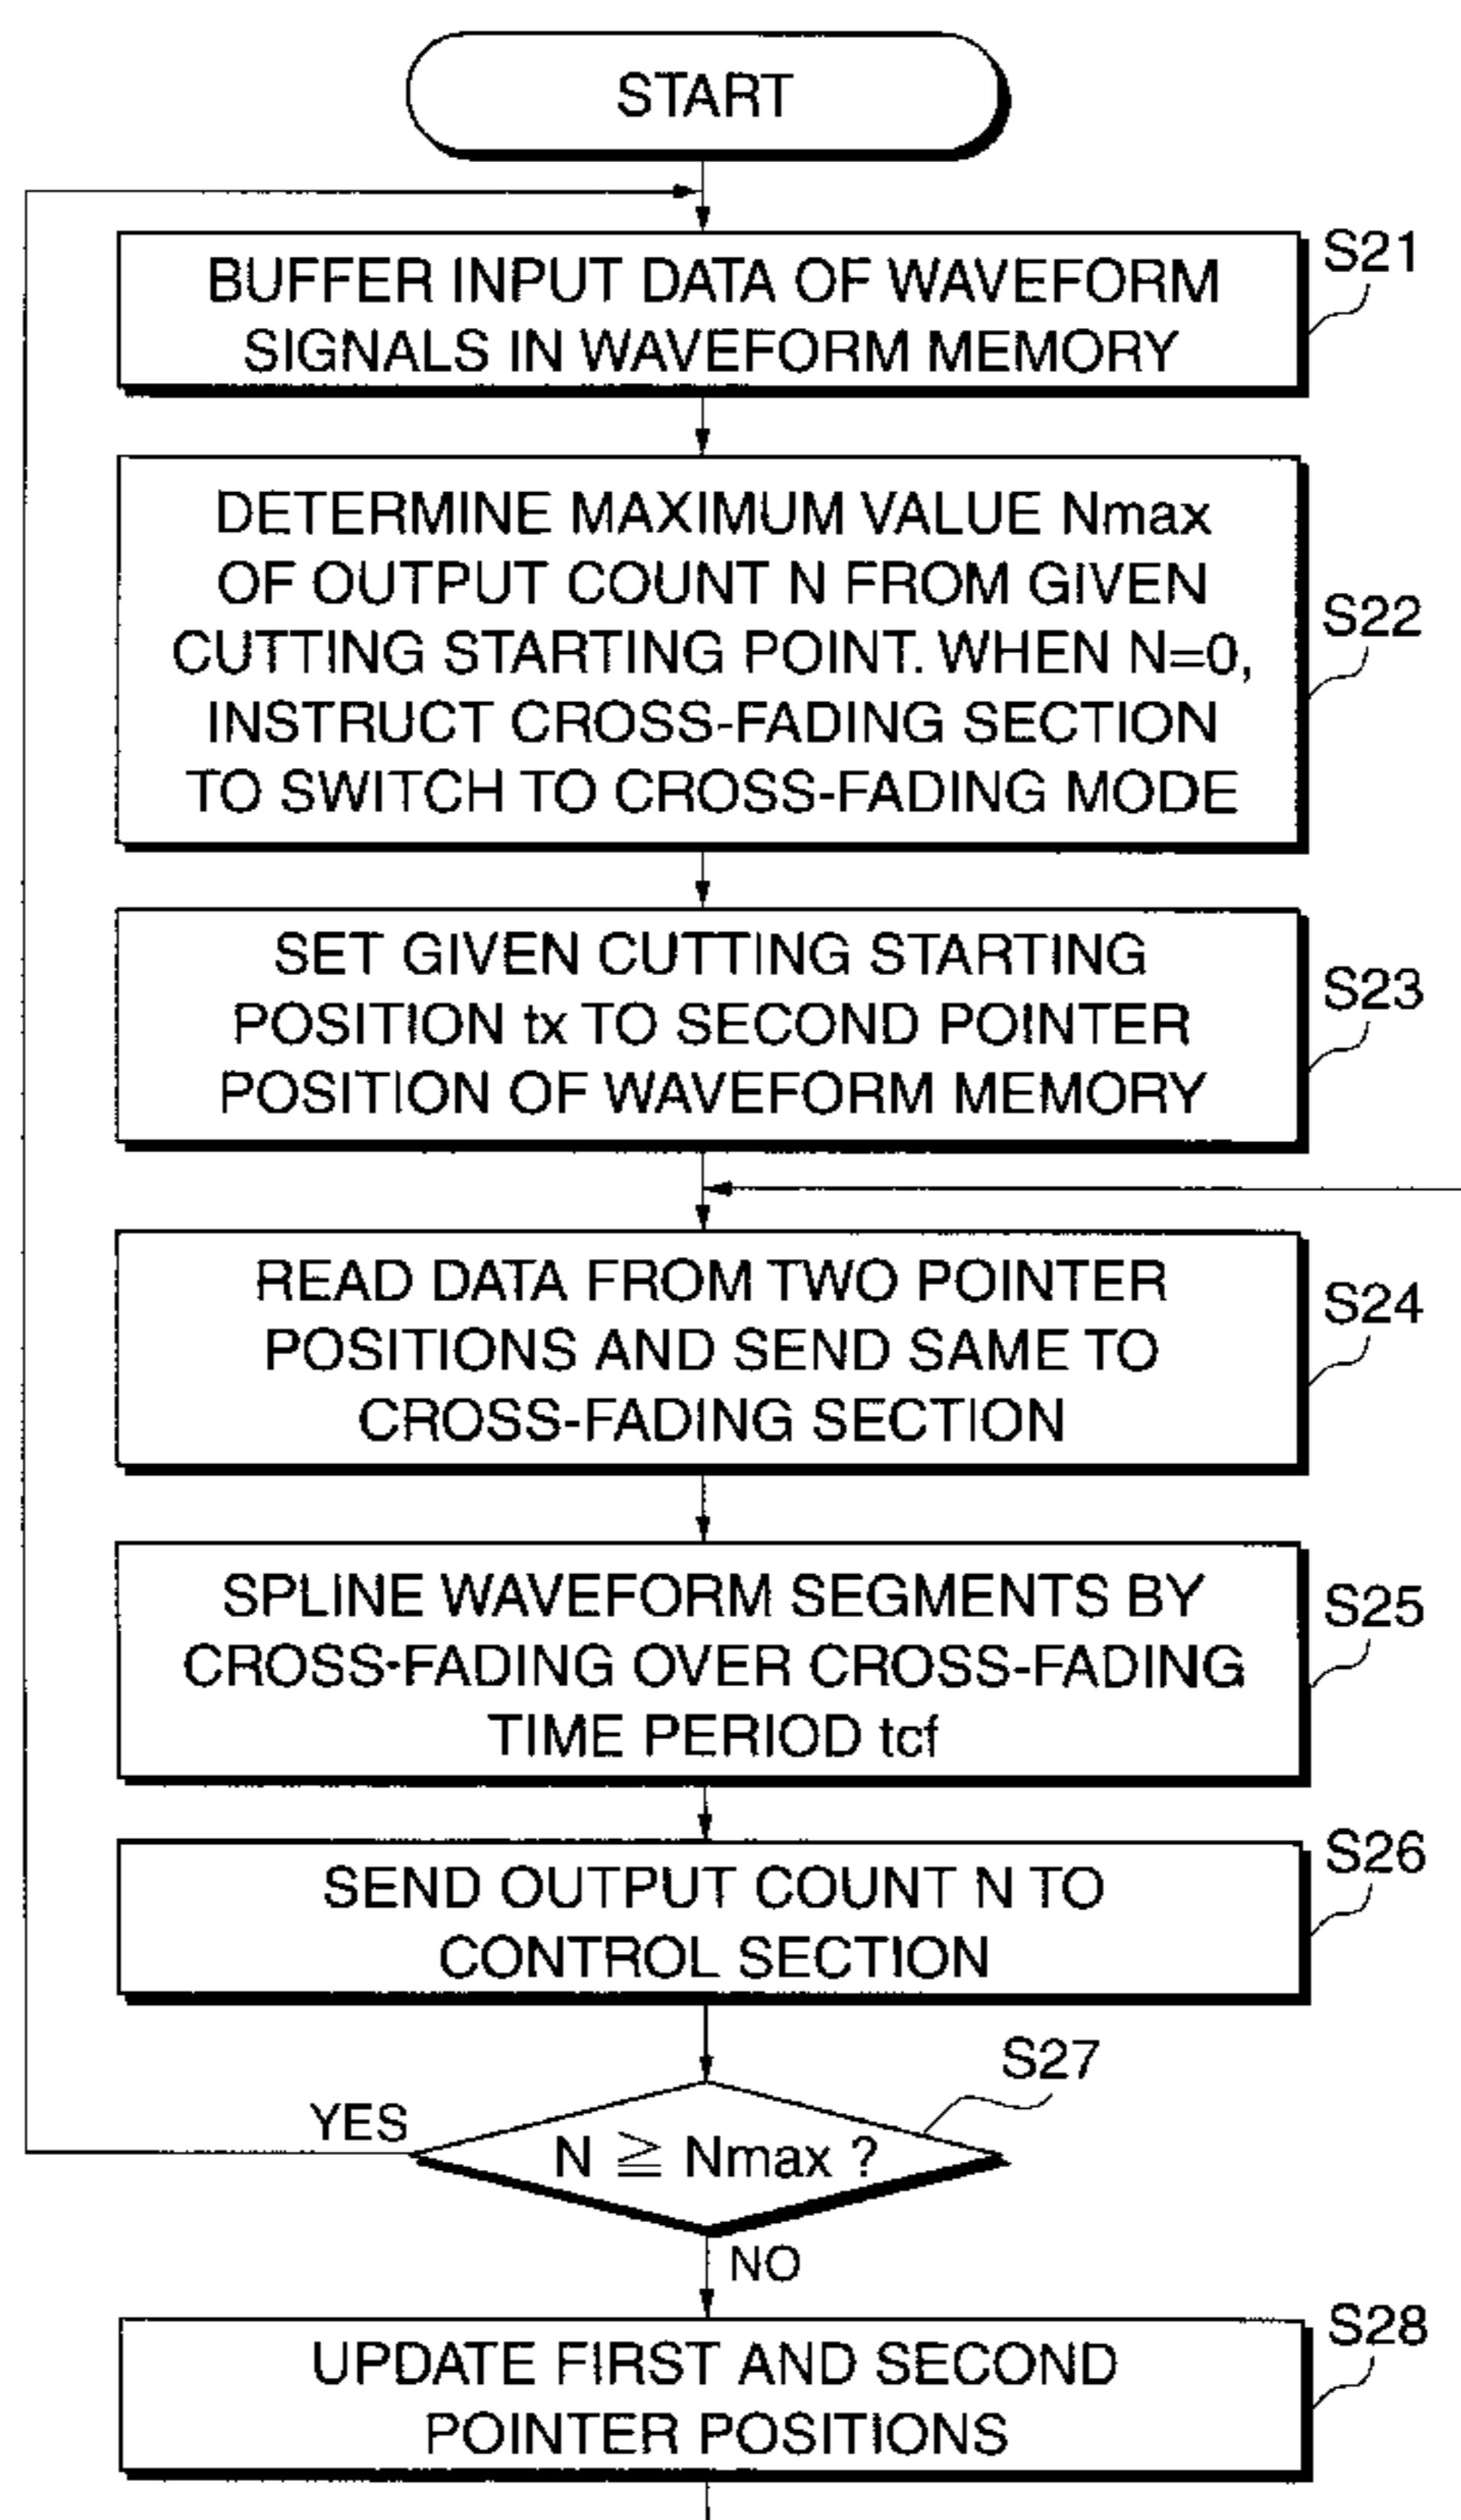 START
BUFFER INPUT DATA OF WAVEFORM
SIGNALS IN WAVEFORM MEMORY
S21
DETERMINE MAXIMUM VALUE Nmax
OF OUTPUT COUNT N FROM GIVEN
CUTTING STARTING POINT. WHEN N=0,
INSTRUCT CROSS-FADING SECTION
TO SWITCH TO CROSS-FADING MODE
S22
SET GIVEN CUTTING STARTING
POSITION tx TO SECOND POINTER
POSITION OF WAVEFORM MEMORY
S23
READ DATA FROM TWO POINTER
POSITIONS AND SEND SAME TO
CROSS-FADING SECTION
S24
SPLINE WAVEFORM SEGMENTS BY
CROSS-FADING OVER CROSS-FADING
TIME PERIOD tcf
S25
SEND OUTPUT COUNT N TO
CONTROL SECTION
S26
S27
YES
N ≧ Nmax ?
NO
UPDATE FIRST AND SECOND
POINTER POSITIONS
S28